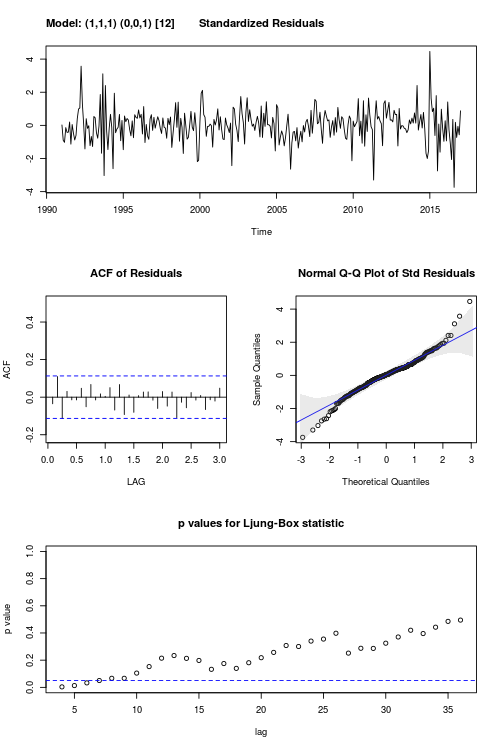 Model: (1,1,1) (0,0,1) [12] Standardized Residuals
4
2
0
-2
-4
1990 1995 2000 2005 2010 2015
Time
ACF of Residuals
ACF
0.4
0.2
0.0
-0.2
0.0 0.5 1.0 1.5 2.0 2.5 3.0
LAG
Normal Q-Q Plot of Std Residuals
Sample Quantiles
4
2
0
-2
-4
-3 -2 -1 0 1 2 3
Theoretical Quantiles
p values for Ljung-Box statistic
p value
1.0
0.8
0.6
0.4
0.2
0.0
5 10 15 20 25 30 35
lag